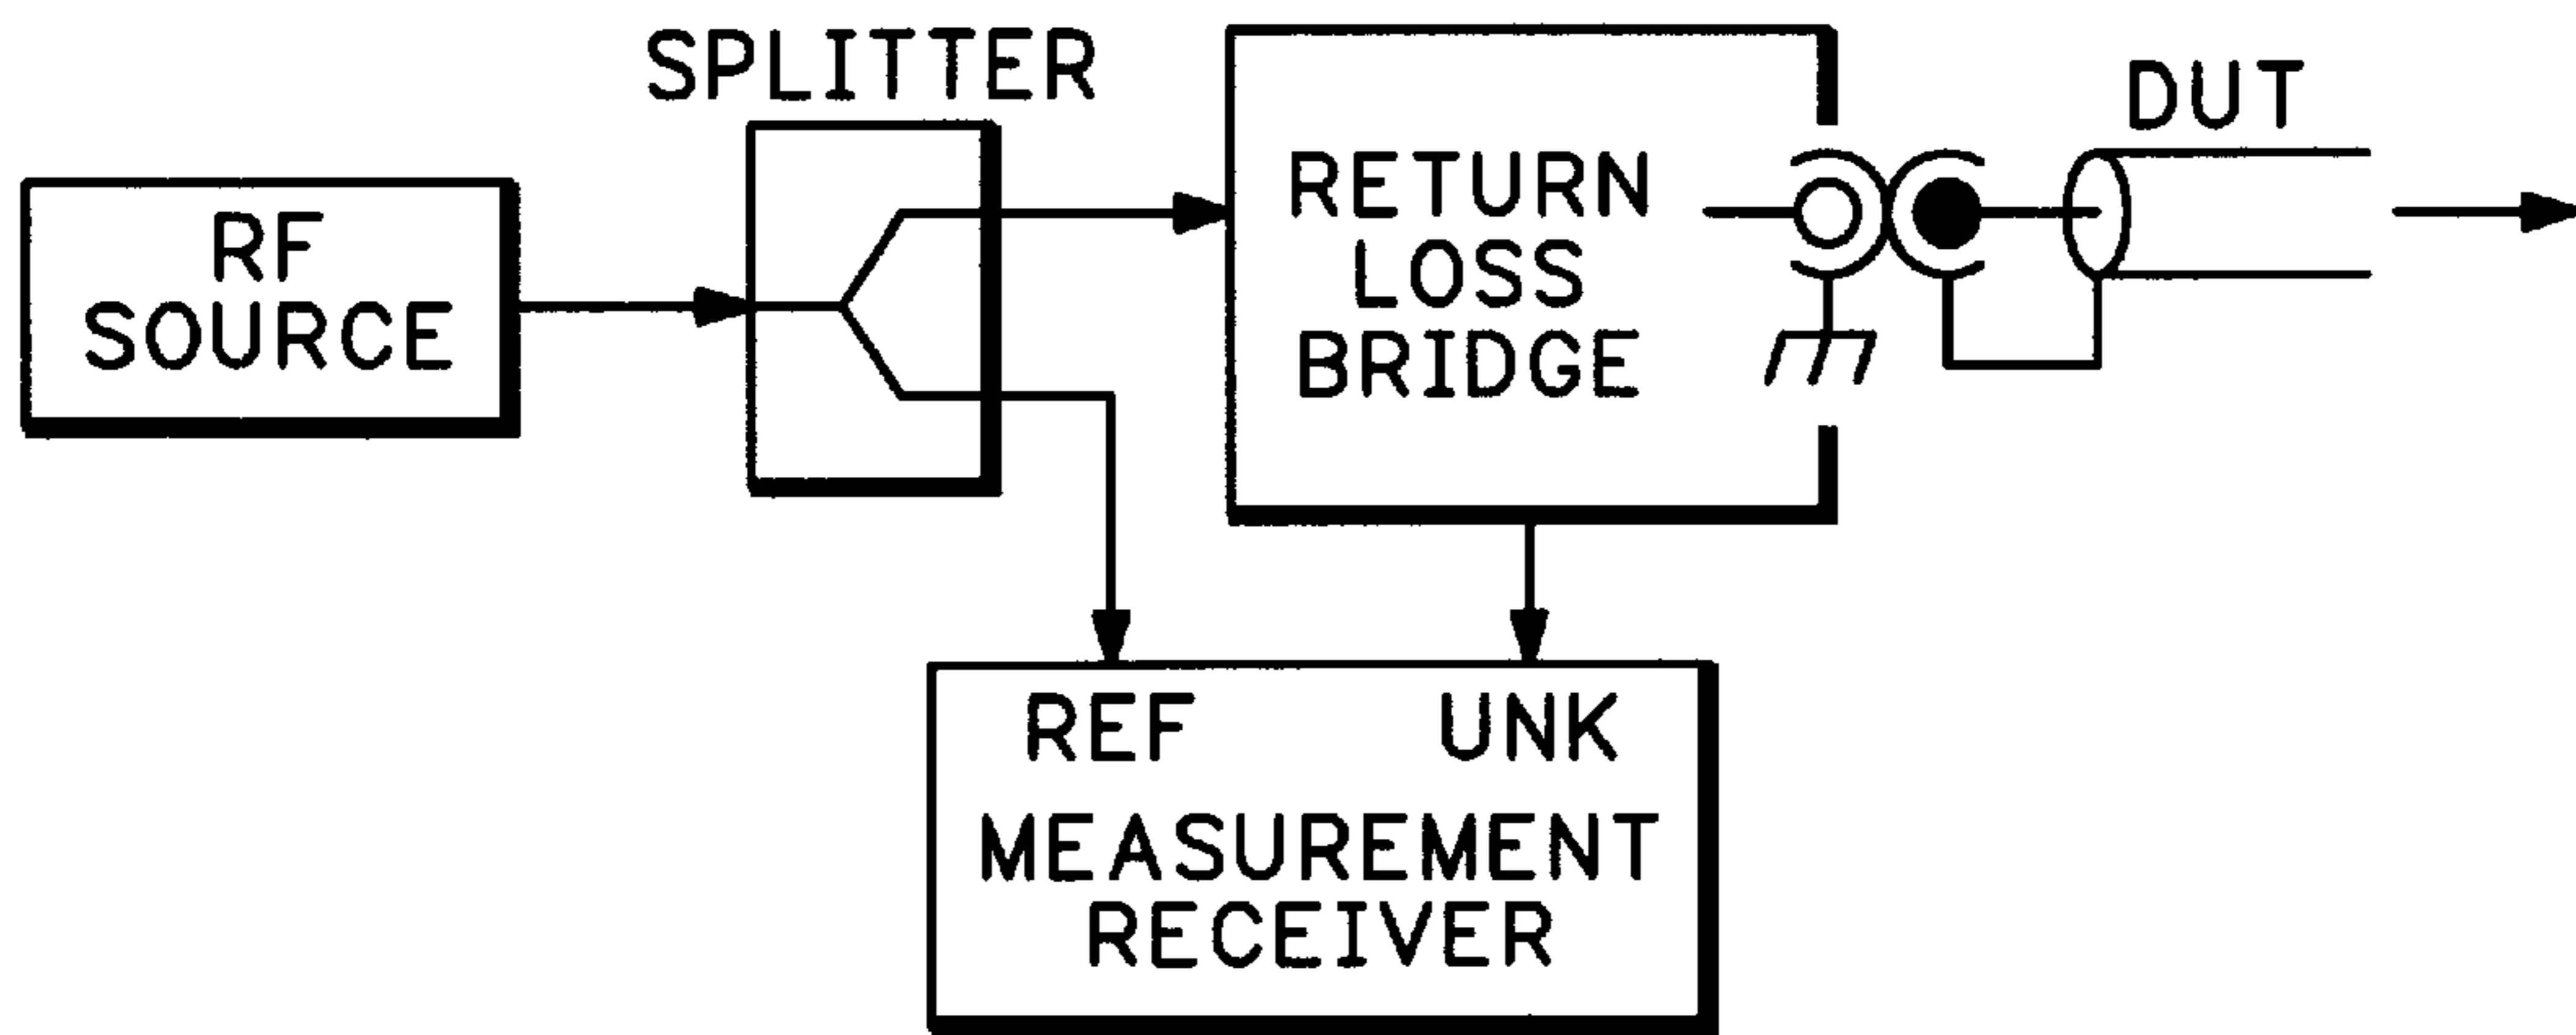 SPLITTER
DUT
RF
SOURCE
RETURN
LOSS
BRIDGE
REF UNK
MEASUREMENT
RECEIVER